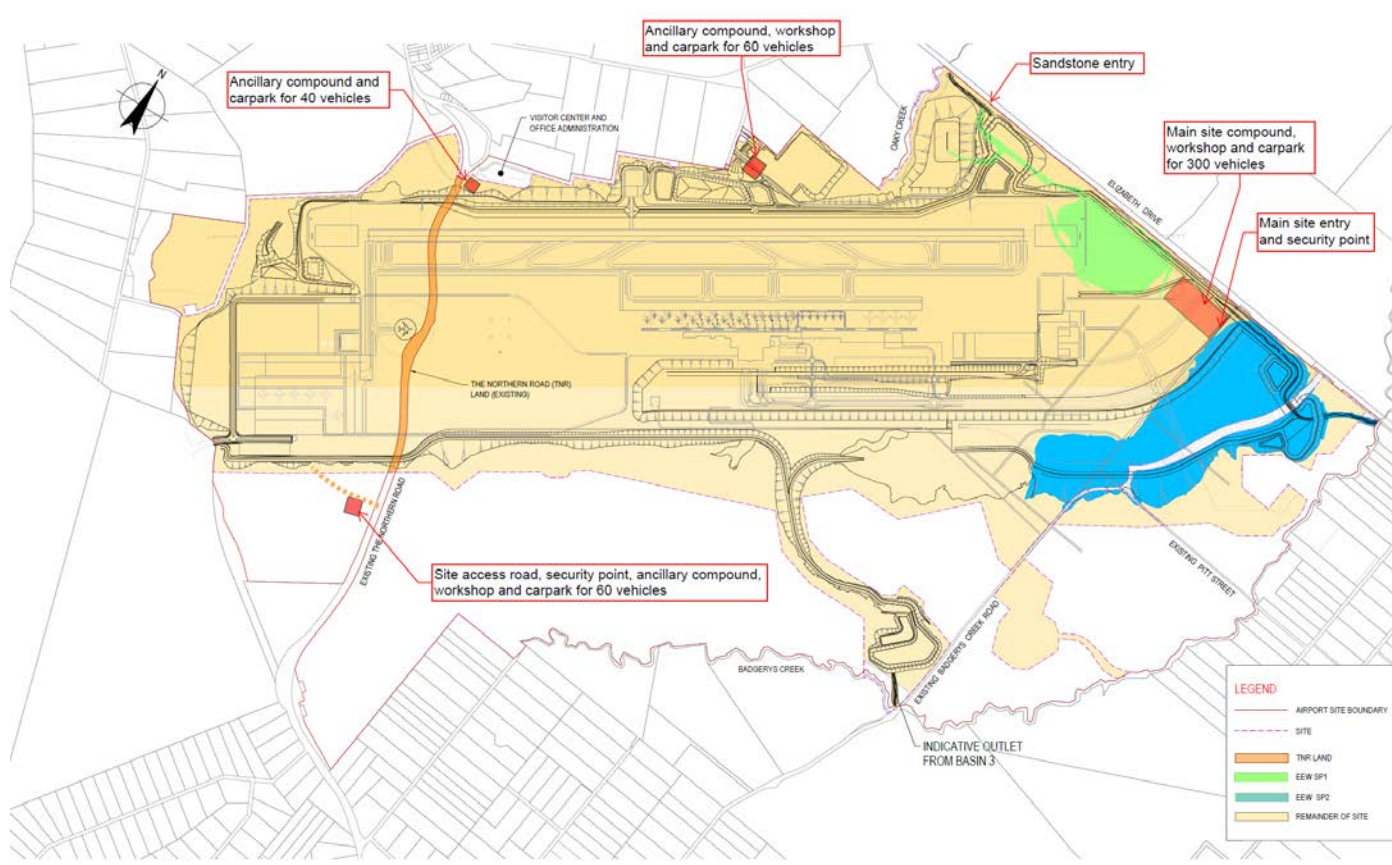 Ancillary compound, workshop
and carpark for 60 vehicles
Sandstone entry
Ancillary compound and
carpark for 40 vehicles
N
VISITOR CENTER AND
OFFICE ADMINISTRATION
OAKY CREEK
Main site compound,
workshop and carpark
for 300 vehicles
ELIZABETH DRIVE
Main site entry
and security point
THE NORTHERN ROAD (TNR)
LAND (EXISTING)
EXISTING THE NORTHERN ROAD
Site access road, security point, ancillary compound,
workshop and carpark for 60 vehicles
EXISTING PITT STREET
EXISTING BADGERYS CREEK ROAD
BADGERYS CREEK
INDICATIVE OUTLET
FROM BASIN 3
LEGEND
AIRPORT SITE BOUNDARY
SITE
TNR LAND
EEW SP1
EEW SP2
REMAINDER OF SITE